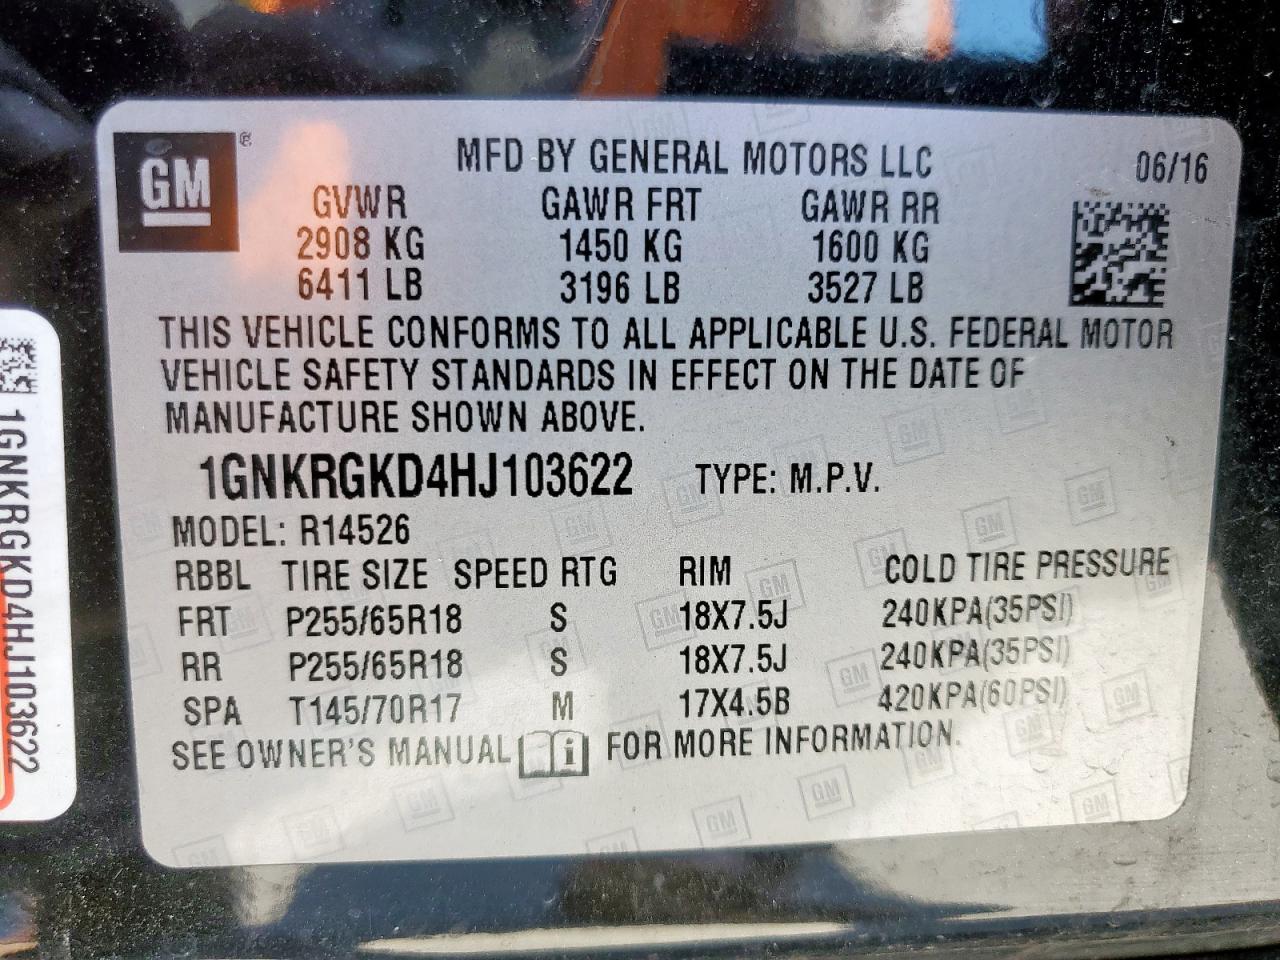 GM®
MFD BY GENERAL MOTORS LLC 06/16
GVWR GAWR FRT GAWR RR
2908 KG 1450 KG 1600 KG
6411 LB 3196 LB 3527 LB
THIS VEHICLE CONFORMS TO ALL APPLICABLE U.S. FEDERAL MOTOR
VEHICLE SAFETY STANDARDS IN EFFECT ON THE DATE OF
MANUFACTURE SHOWN ABOVE.
1GNKRGKD4HJ103622 TYPE: M.P.V.
MODEL: R14526
RBBL TIRE SIZE SPEED RTG RIM COLD TIRE PRESSURE
FRT P255/65R18 S 18X7.5J 240KPA(35PSI)
RR P255/65R18 S 18X7.5J 240KPA(35PSI)
SPA T145/70R17 M 17X4.5B 420KPA(60PSI)
SEE OWNER'S MANUAL i FOR MORE INFORMATION.
1GNKRGKD4HJ103622